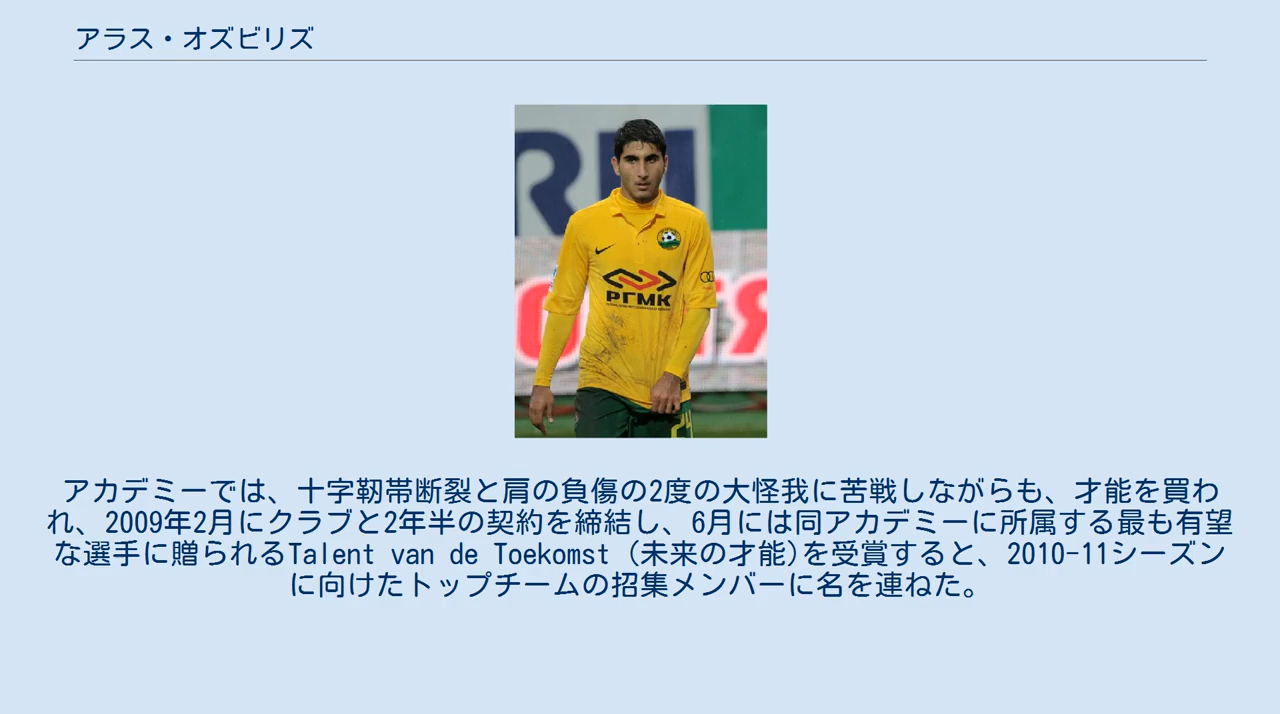 アラス・オズビリズ
RU
РГМК
24
アカデミーでは、十字靭帯断裂と肩の負傷の2度の大怪我に苦戦しながらも、才能を買わ
れ、2009年2月にクラブと2年半の契約を締結し、6月には同アカデミーに所属する最も有望
な選手に贈られるTalent van de Toekomst (未来の才能)を受賞すると、2010-11シーズン
に向けたトップチームの招集メンバーに名を連ねた。